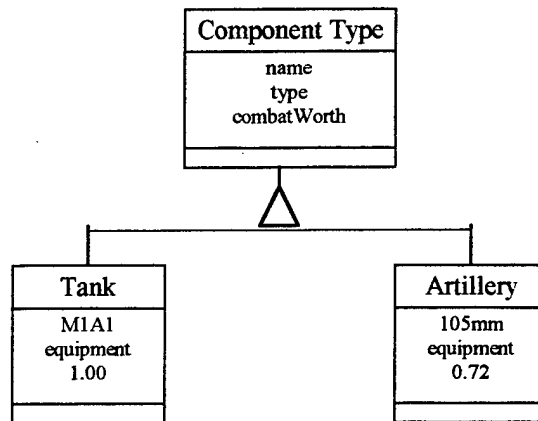 Component Type
name
type
combatWorth
Tank
M1A1
equipment
1.00
Artillery
105mm
equipment
0.72